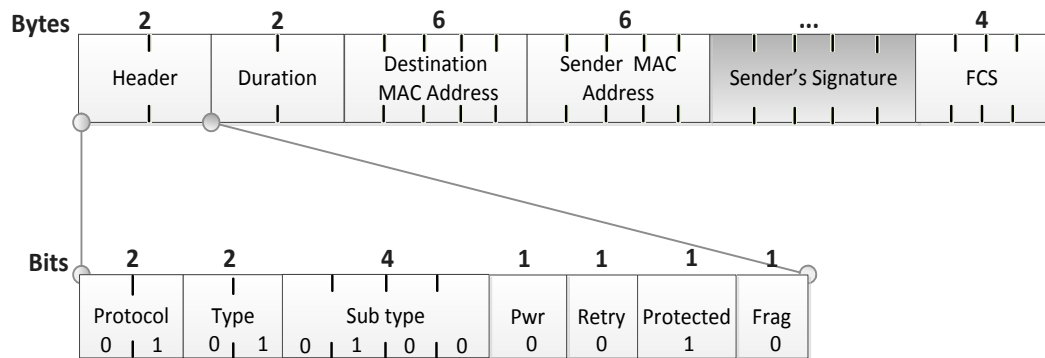 Bytes 2 2 6 6 ... 4
Header Duration Destination MAC Address Sender MAC Address Sender's Signature FCS
Bits 2 2 4 1 1 1 1
Protocol Type Sub type Pwr Retry Protected Frag
0 1 0 1 0 1 0 0 0 0 1 0